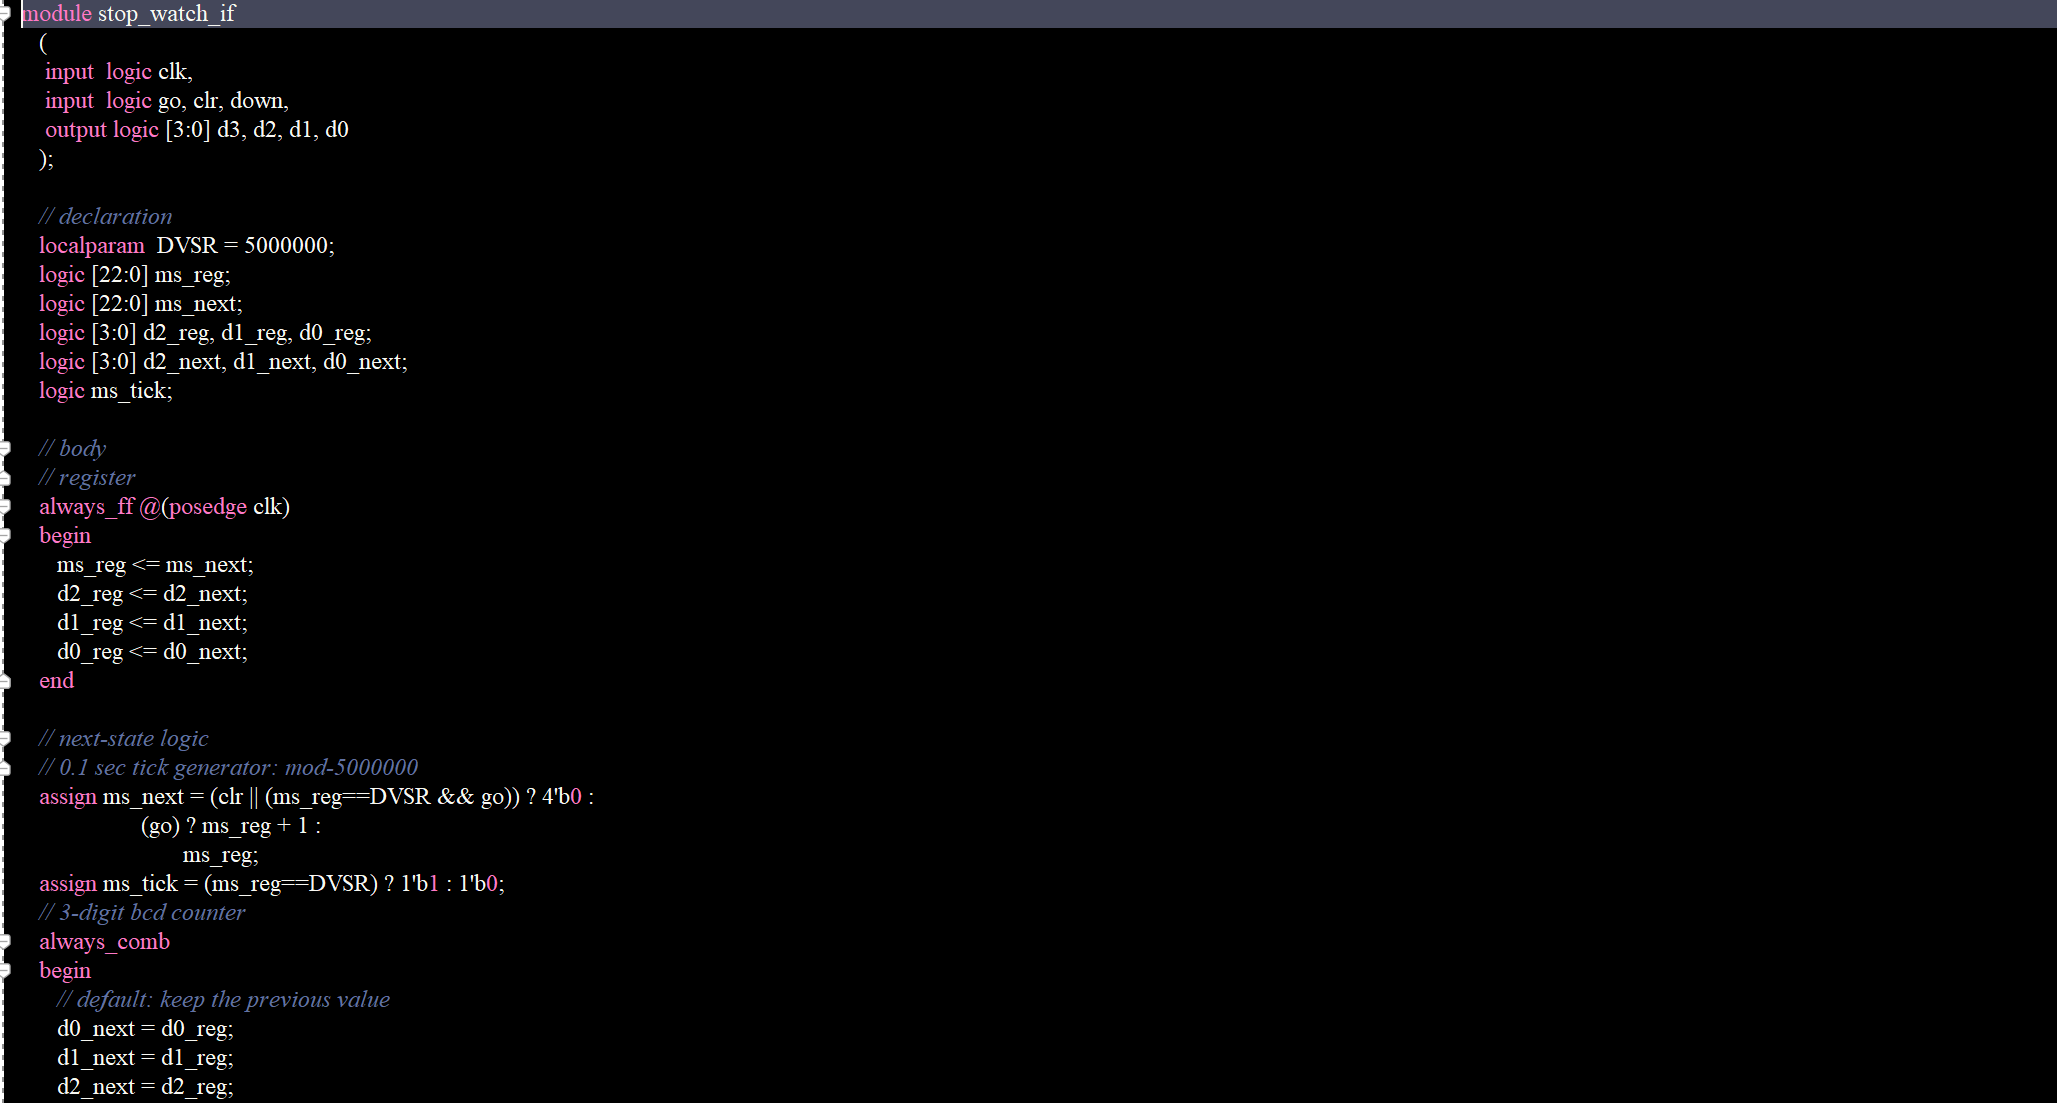 module stop_watch_if
(
input  logic clk,
input  logic go, clr, down,
output logic [3:0] d3, d2, d1, d0
);
// declaration
localparam  DVSR = 5000000;
logic [22:0] ms_reg;
logic [22:0] ms_next;
logic [3:0] d2_reg, d1_reg, d0_reg;
logic [3:0] d2_next, d1_next, d0_next;
logic ms_tick;
// body
// register
always_ff @(posedge clk)
begin
ms_reg <= ms_next;
d2_reg <= d2_next;
d1_reg <= d1_next;
d0_reg <= d0_next;
end
// next-state logic
// 0.1 sec tick generator: mod-5000000
assign ms_next = (clr || (ms_reg==DVSR && go)) ? 4'b0 :
(go) ? ms_reg + 1 :
ms_reg;
assign ms_tick = (ms_reg==DVSR) ? 1'b1 : 1'b0;
// 3-digit bcd counter
always_comb
begin
// default: keep the previous value
d0_next = d0_reg;
d1_next = d1_reg;
d2_next = d2_reg;